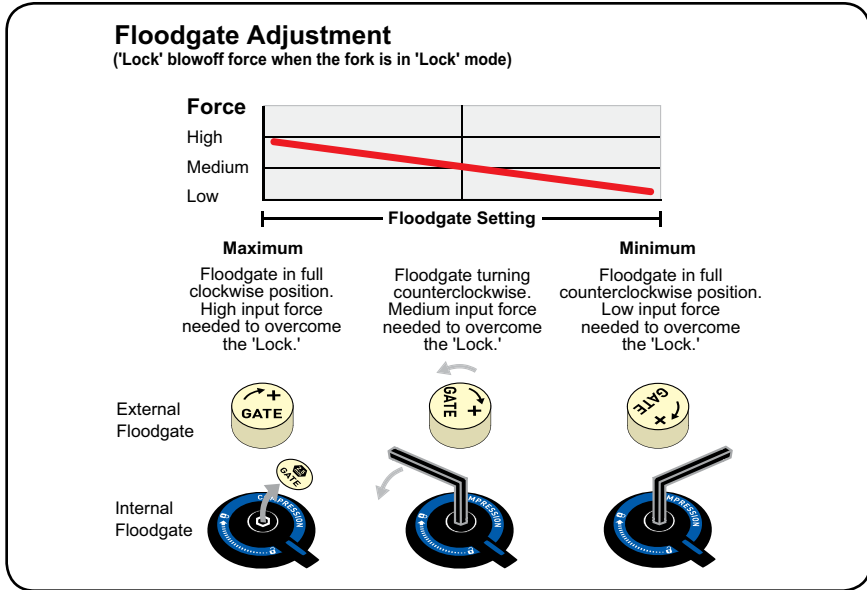 Floodgate Adjustment
('Lock' blowoff force when the fork is in 'Lock' mode)
Force
High
Medium
Low
Floodgate Setting
Maximum
Floodgate in full
clockwise position.
High input force
needed to overcome
the 'Lock.'
Floodgate turning
counterclockwise.
Medium input force
needed to overcome
the 'Lock.'
Minimum
Floodgate in full
counterclockwise position.
Low input force
needed to overcome
the 'Lock.'
External
Floodgate
+
GATE
GATE
+
GATE
+
Internal
Floodgate
GATE
COMPRESSION